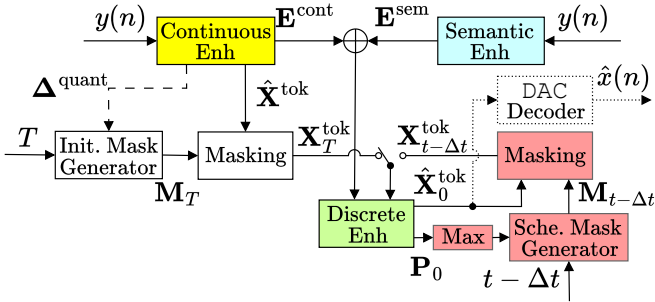 y(n)
Continuous
Enh
E^cont
E^sem
Semantic
Enh
y(n)
Δ^quant
X̂^tok
DAC
Decoder
x̂(n)
T
Init. Mask
Generator
M_T
Masking
X_T^tok
X_{t−Δt}^tok
Masking
X̂_0^tok
M_{t−Δt}
Discrete
Enh
P_0
Max
Sche. Mask
Generator
t − Δt